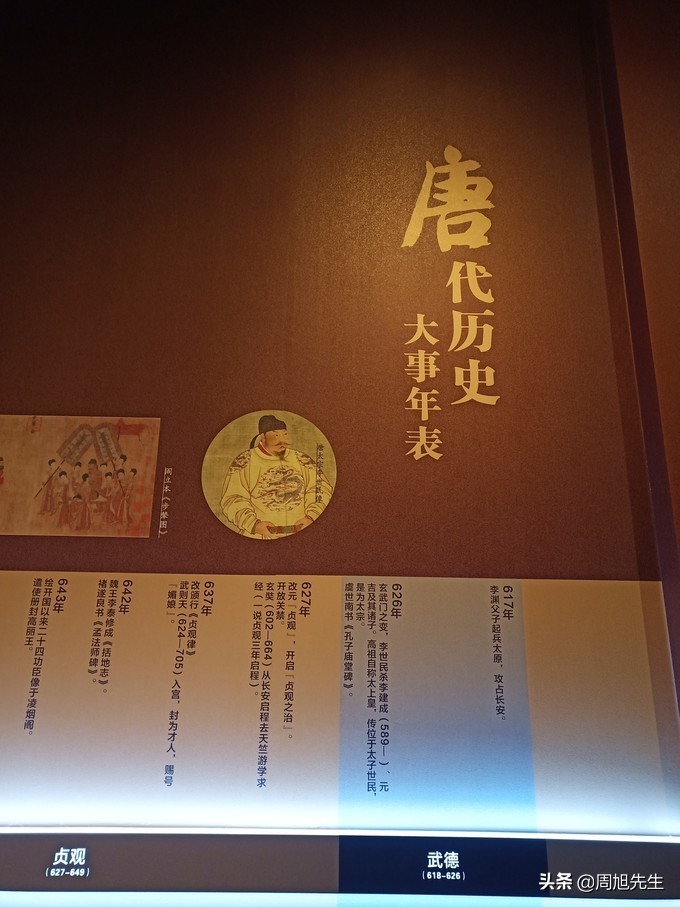 唐代历史
大事年表
617年
李渊父子起兵太原，攻占长安。
626年
玄武门之变，李世民杀李建成（589—）、元
吉及其诸子。高祖自称太上皇，传位于太子世民，
是为太宗。
虞世南书《孔子庙堂碑》。
627年
改元「贞观」，开启「贞观之治」。
开放关禁。
玄奘（602—664）从长安启程去天竺游学求
经（一说贞观三年启程）。
637年
改颁行《贞观律》
武则天（624—705）入宫，封为才人，赐号
「媚娘」。
642年
魏王李泰修成《括地志》。
褚遂良书《孟法师碑》。
643年
绘开国以来二十四功臣像于凌烟阁。
遣使册封高丽王。
阎立本《步辇图》
武德
(618-626)
贞观
(627-649)
头条 @周旭先生